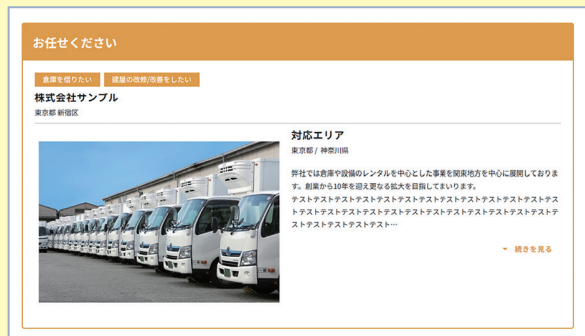 お任せください
倉庫を借りたい
建屋の改修/改善をしたい
株式会社サンプル
東京都 新宿区
対応エリア
東京都 / 神奈川県
弊社では倉庫や設備のレンタルを中心とした事業を関東地方を中心に展開しておりま
す。創業から10年を迎え更なる拡大を目指してまいります。
テストテストテストテストテストテストテストテストテストテストテストテストテス
トテストテストテストテストテストテストテストテストテストテストテストテストテ
ストテストテストテストテスト…
続きを見る